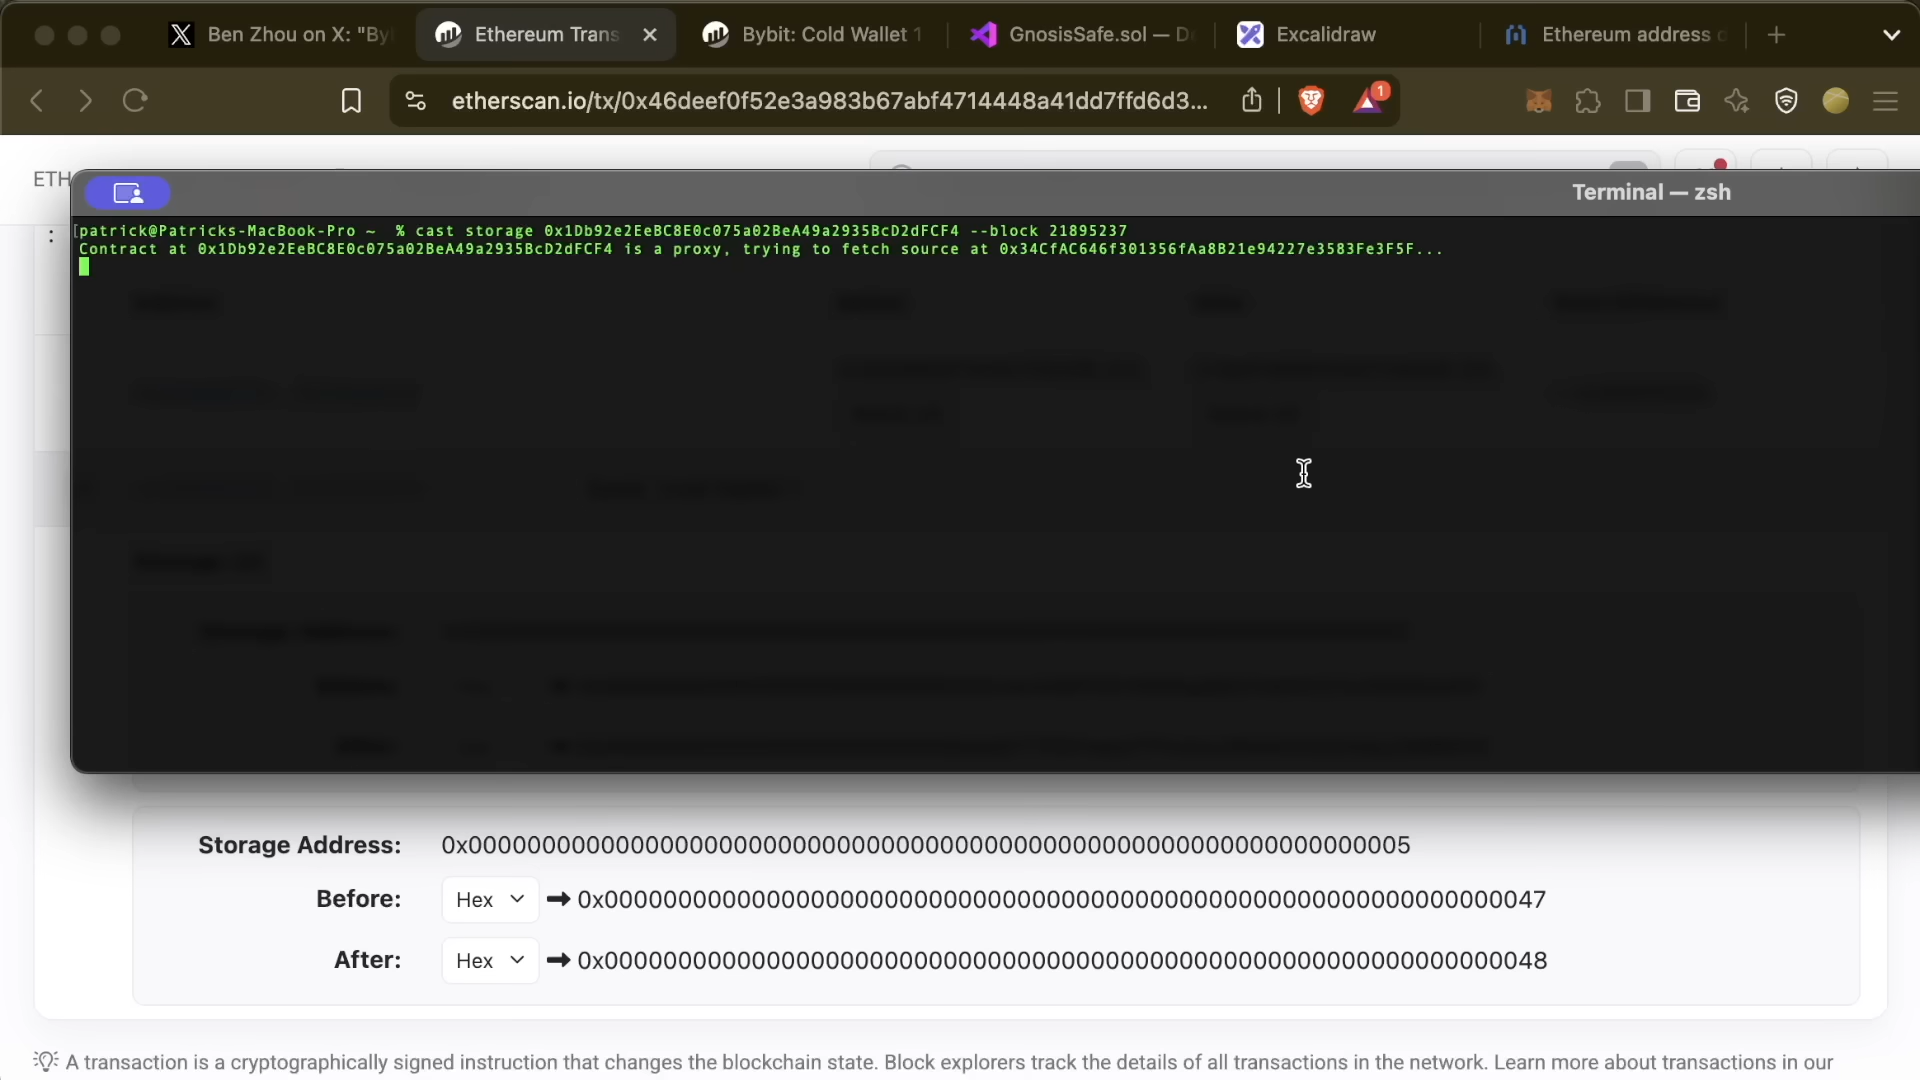 Ben Zhou on X: "By
Ethereum Trans
Bybit: Cold Wallet 1
GnosisSafe.sol — De
Excalidraw
Ethereum address o
etherscan.io/tx/0x46deef0f52e3a983b67abf4714448a41dd7ffd6d3...
1
ETH
Terminal — zsh
[patrick@Patricks-MacBook-Pro ~ % cast storage 0x1Db92e2EeBC8E0c075a02BeA49a2935BcD2dFCF4 --block 21895237
Contract at 0x1Db92e2EeBC8E0c075a02BeA49a2935BcD2dFCF4 is a proxy, trying to fetch source at 0x34CfAC646f301356fAa8B21e94227e3583Fe3F5F...
:
Storage Address: 0x0000000000000000000000000000000000000000000000000000000000000005
Before: Hex 0x0000000000000000000000000000000000000000000000000000000000000047
After: Hex 0x0000000000000000000000000000000000000000000000000000000000000048
A transaction is a cryptographically signed instruction that changes the blockchain state. Block explorers track the details of all transactions in the network. Learn more about transactions in our